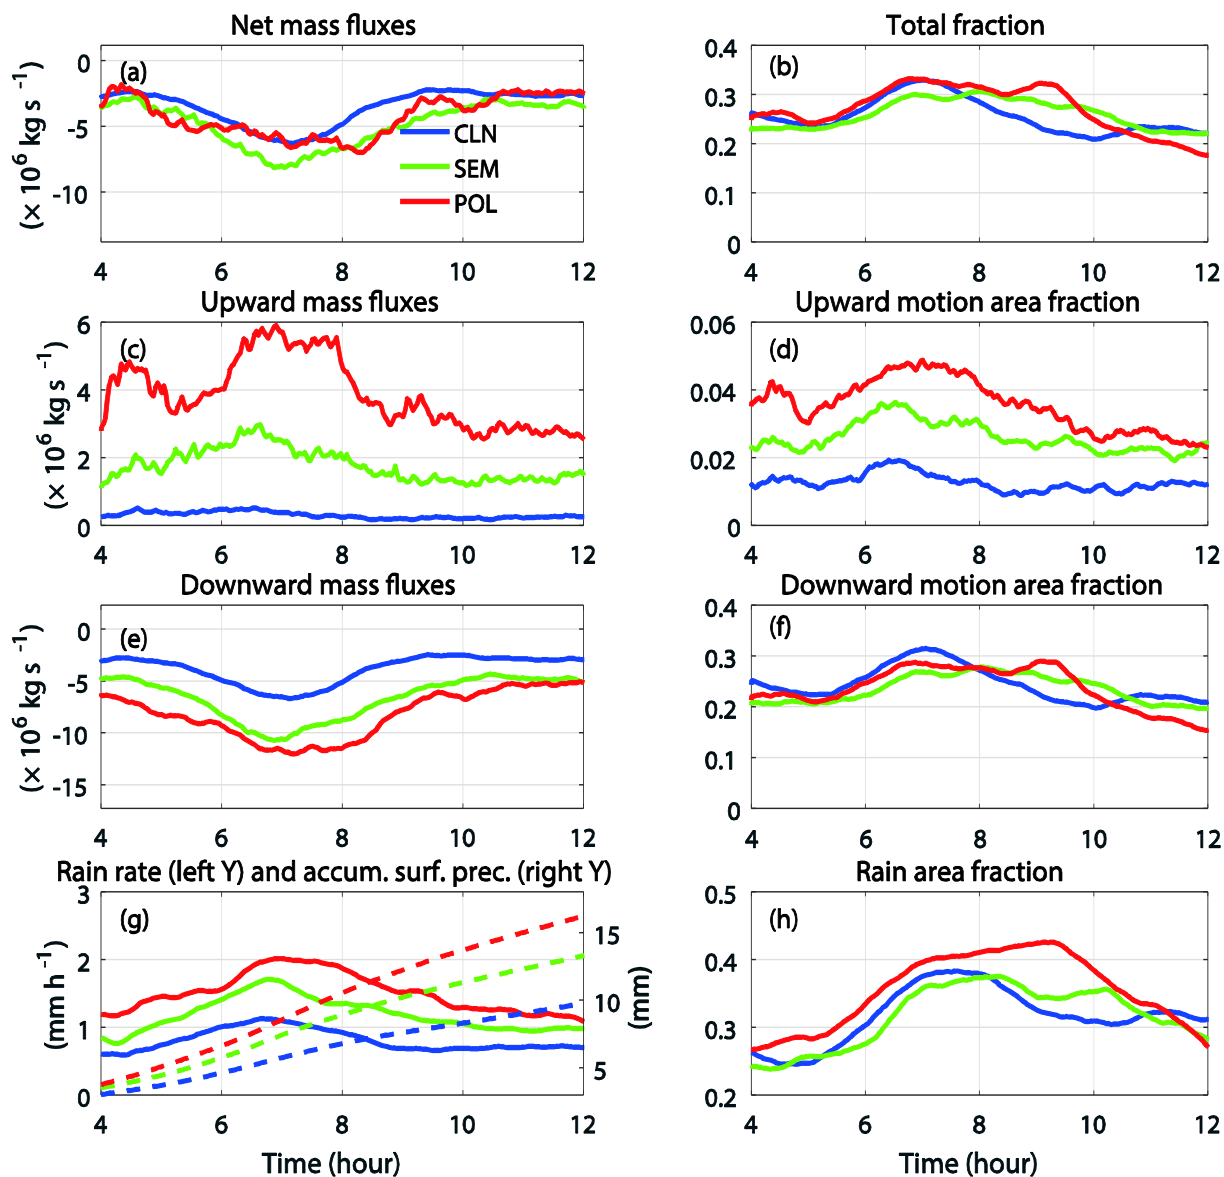 Net mass fluxes
(a)
0
-5
-10
(× 10⁶ kg s⁻¹)
CLN
SEM
POL
4 6 8 10 12
Total fraction
(b)
0.4
0.3
0.2
0.1
0
4 6 8 10 12
Upward mass fluxes
(c)
6
4
2
0
(× 10⁶ kg s⁻¹)
4 6 8 10 12
Upward motion area fraction
(d)
0.06
0.04
0.02
0
4 6 8 10 12
Downward mass fluxes
(e)
0
-5
-10
-15
(× 10⁶ kg s⁻¹)
4 6 8 10 12
Downward motion area fraction
(f)
0.4
0.3
0.2
0.1
0
4 6 8 10 12
Rain rate (left Y) and accum. surf. prec. (right Y)
(g)
3
2
1
0
(mm h⁻¹)
15
10
5
(mm)
4 6 8 10 12
Time (hour)
Rain area fraction
(h)
0.5
0.4
0.3
0.2
4 6 8 10 12
Time (hour)